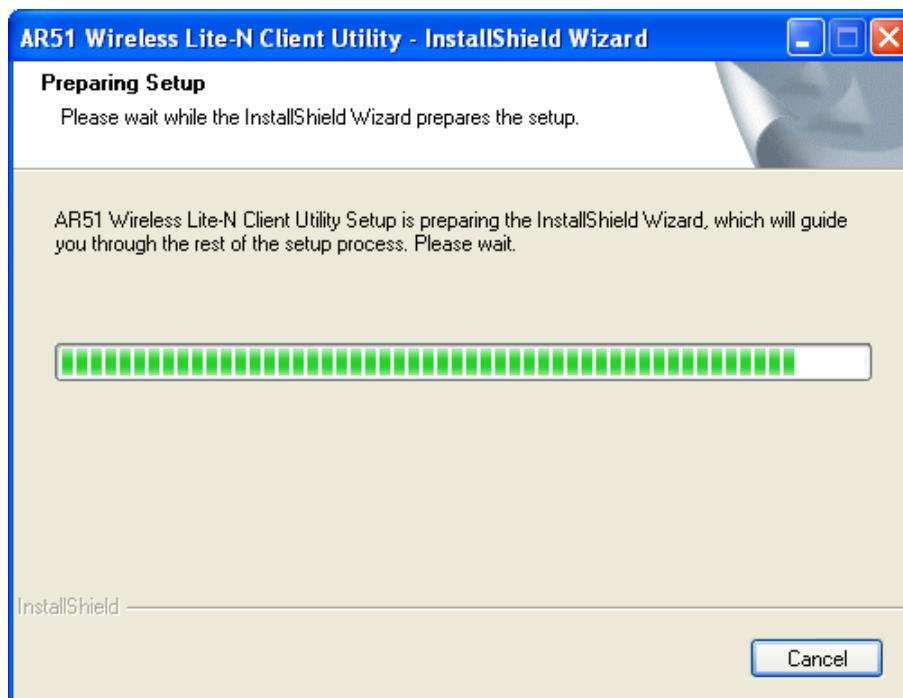 AR51 Wireless Lite-N Client Utility - InstallShield Wizard
Preparing Setup
Please wait while the InstallShield Wizard prepares the setup.
AR51 Wireless Lite-N Client Utility Setup is preparing the InstallShield Wizard, which will guide
you through the rest of the setup process. Please wait.
InstallShield
Cancel